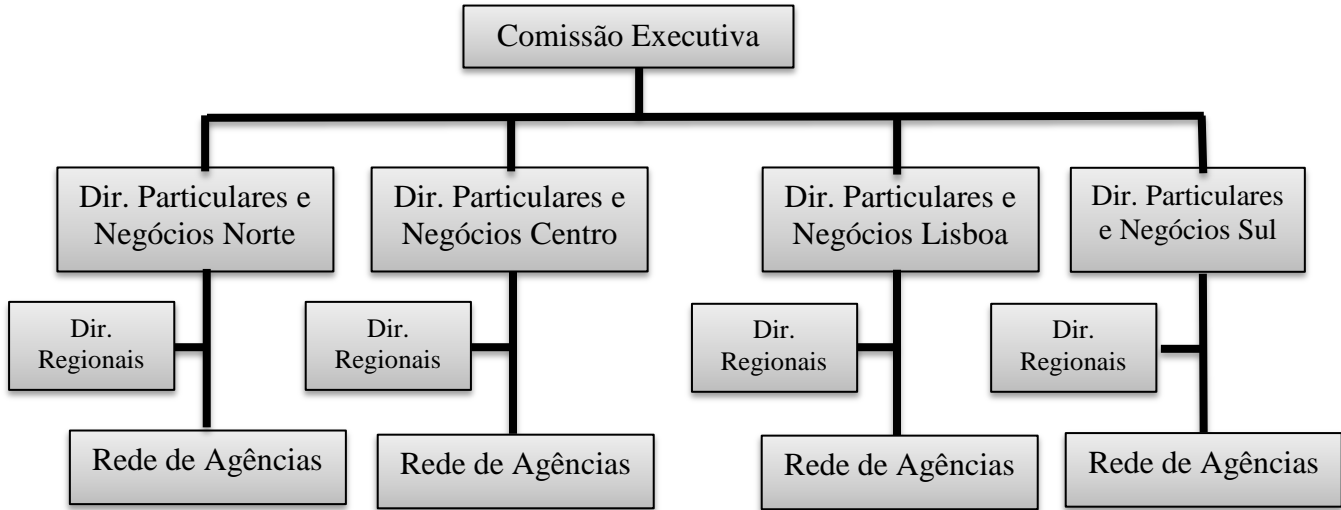 Comissão Executiva
Dir. Particulares e
Negócios Norte
Dir. Particulares e
Negócios Centro
Dir. Particulares e
Negócios Lisboa
Dir. Particulares
e Negócios Sul
Dir.
Regionais
Dir.
Regionais
Dir.
Regionais
Dir.
Regionais
Rede de Agências
Rede de Agências
Rede de Agências
Rede de Agências